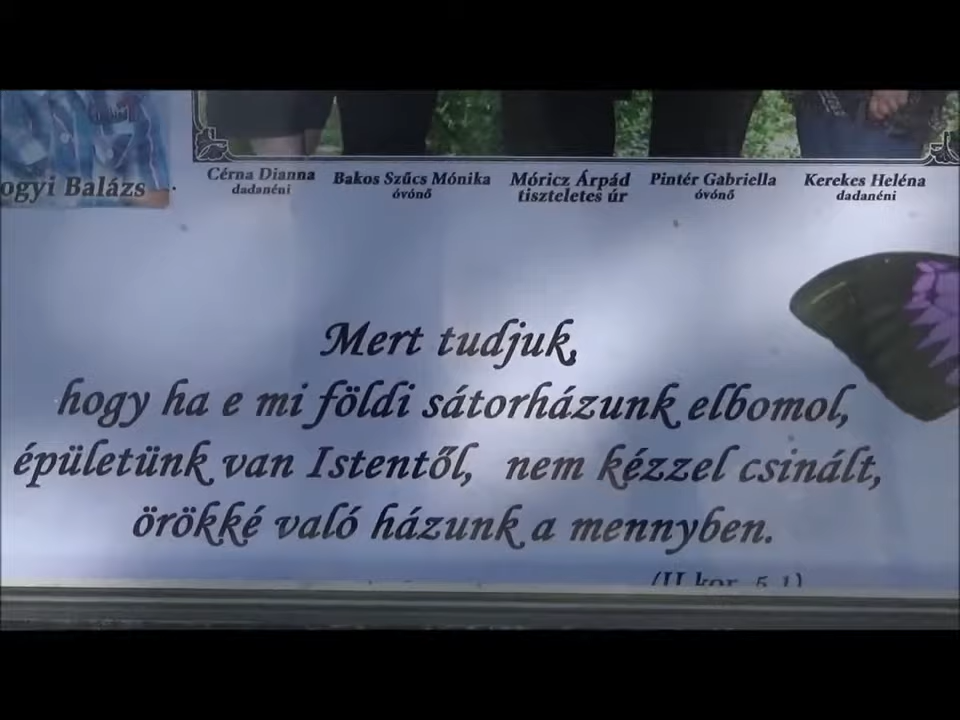 ogyi Balázs
Cérna Dianna
dadanéni
Bakos Szűcs Mónika
óvónő
Móricz Árpád
tiszteletes úr
Pintér Gabriella
óvónő
Kerekes Heléna
dadanéni
Mert tudjuk,
hogy ha e mi földi sátorházunk elbomol,
épületünk van Istentől, nem kézzel csinált,
örökké való házunk a mennyben.
(II kor. 5,1)